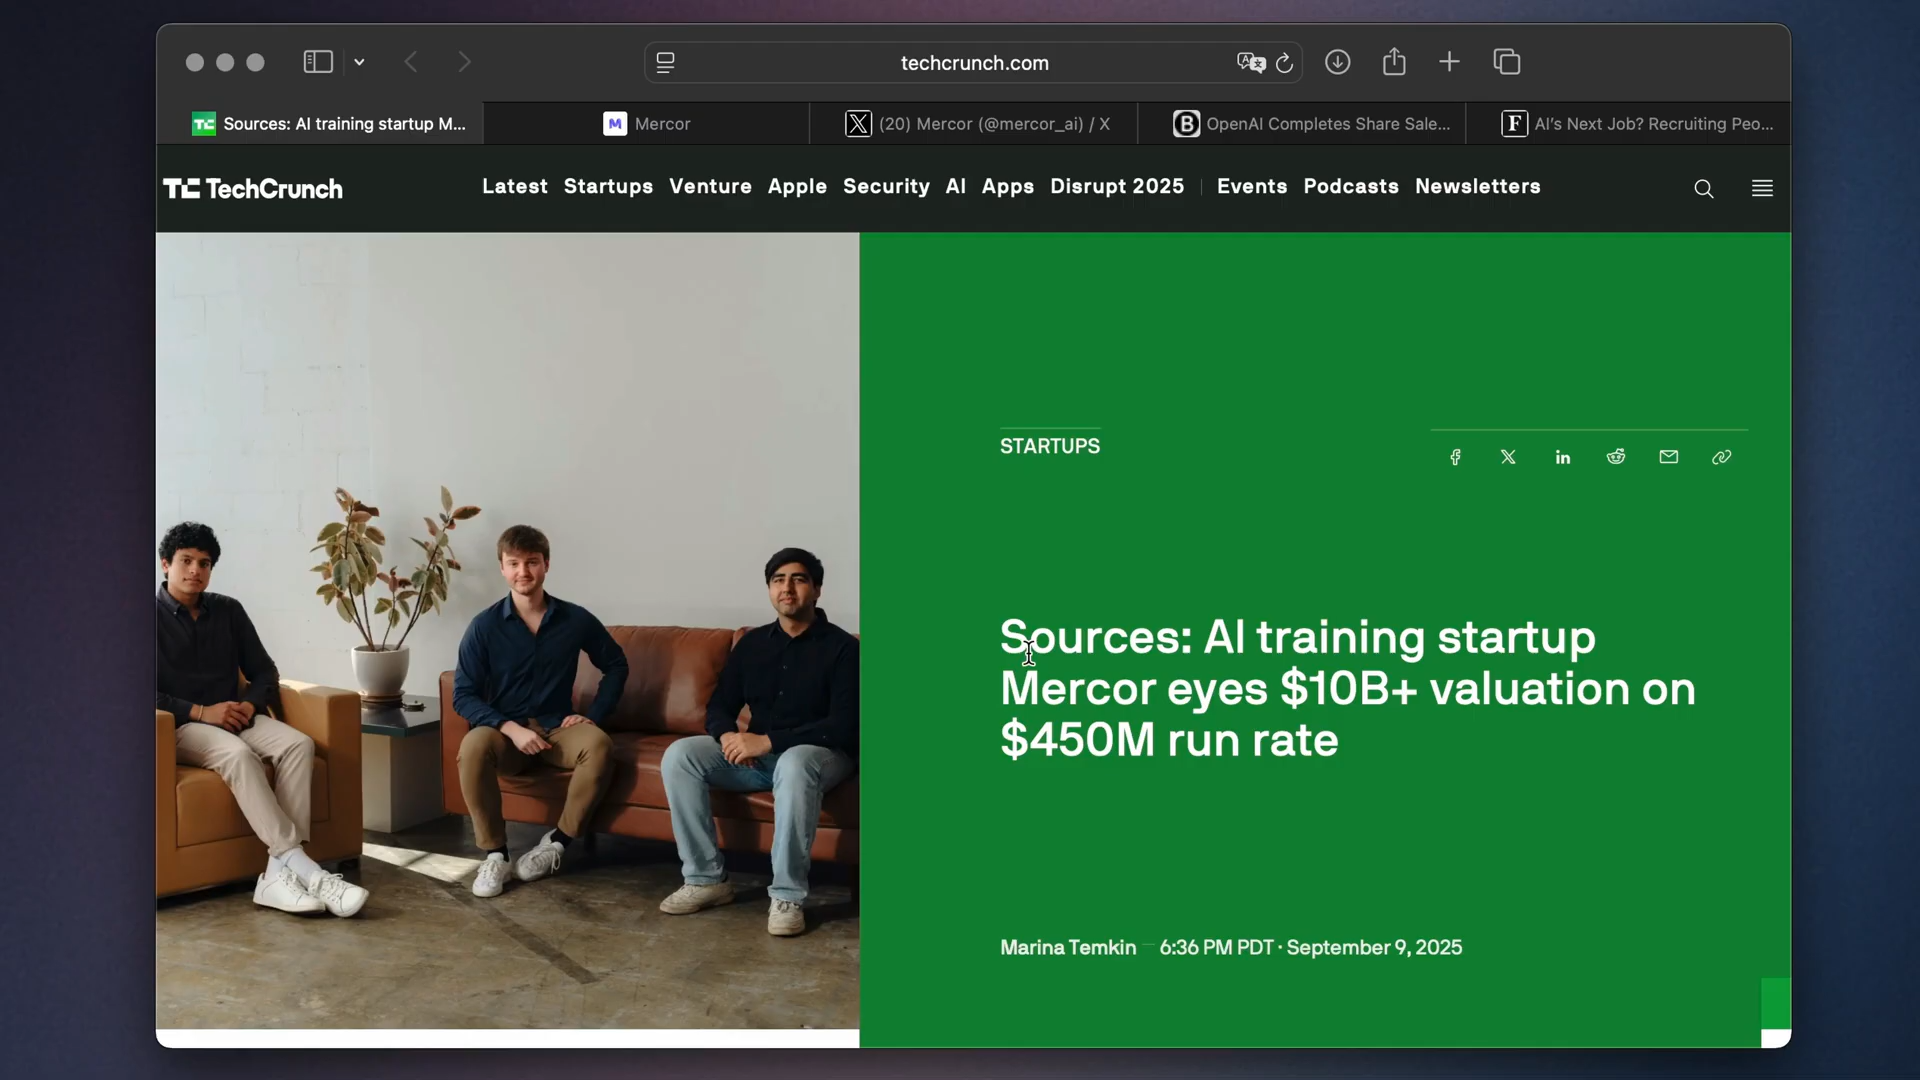 techcrunch.com
Sources: AI training startup M...
Mercor
(20) Mercor (@mercor_ai) / X
OpenAI Completes Share Sale...
AI's Next Job? Recruiting Peo...
TechCrunch
Latest Startups Venture Apple Security AI Apps Disrupt 2025 Events Podcasts Newsletters
STARTUPS
Sources: AI training startup
Mercor eyes $10B+ valuation on
$450M run rate
Marina Temkin — 6:36 PM PDT · September 9, 2025